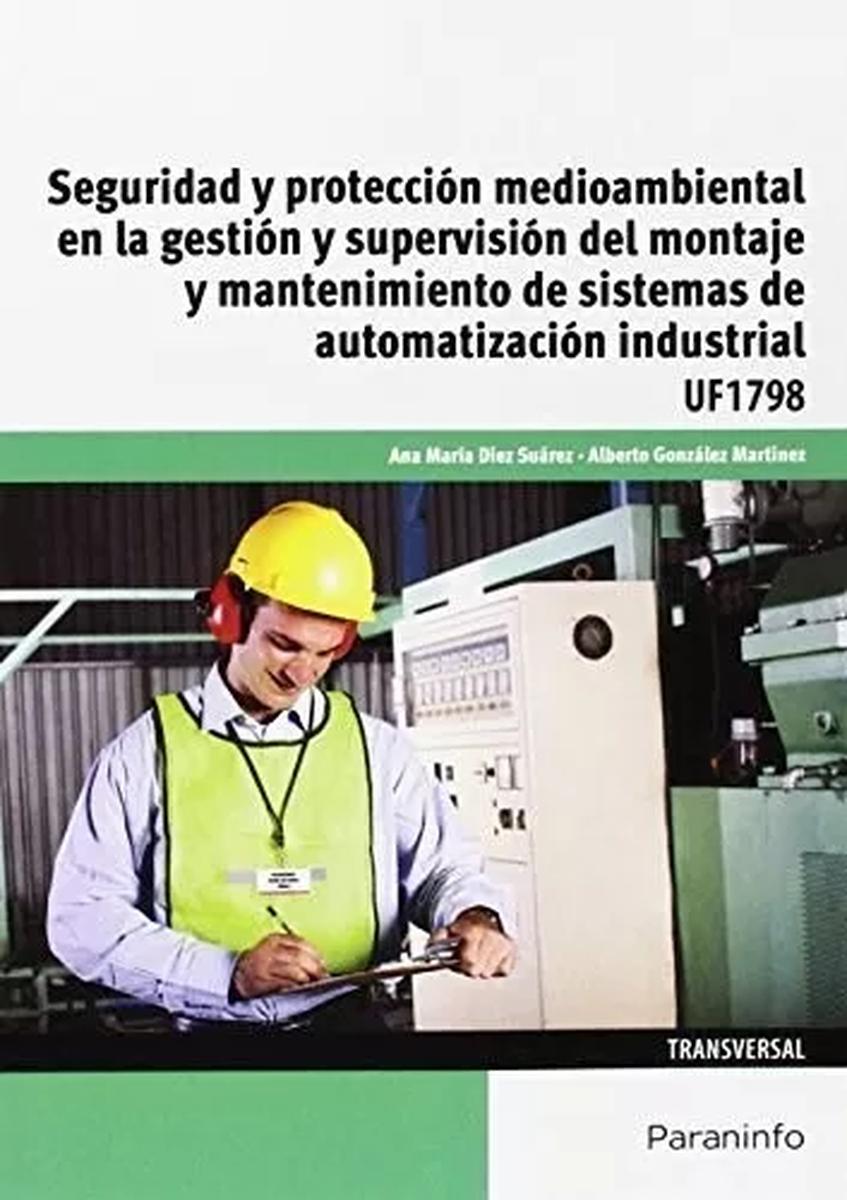 Seguridad y protección medioambiental
en la gestión y supervisión del montaje
y mantenimiento de sistemas de
automatización industrial
UF1798
Ana María Díez Suárez • Alberto González Martínez
TRANSVERSAL
Paraninfo